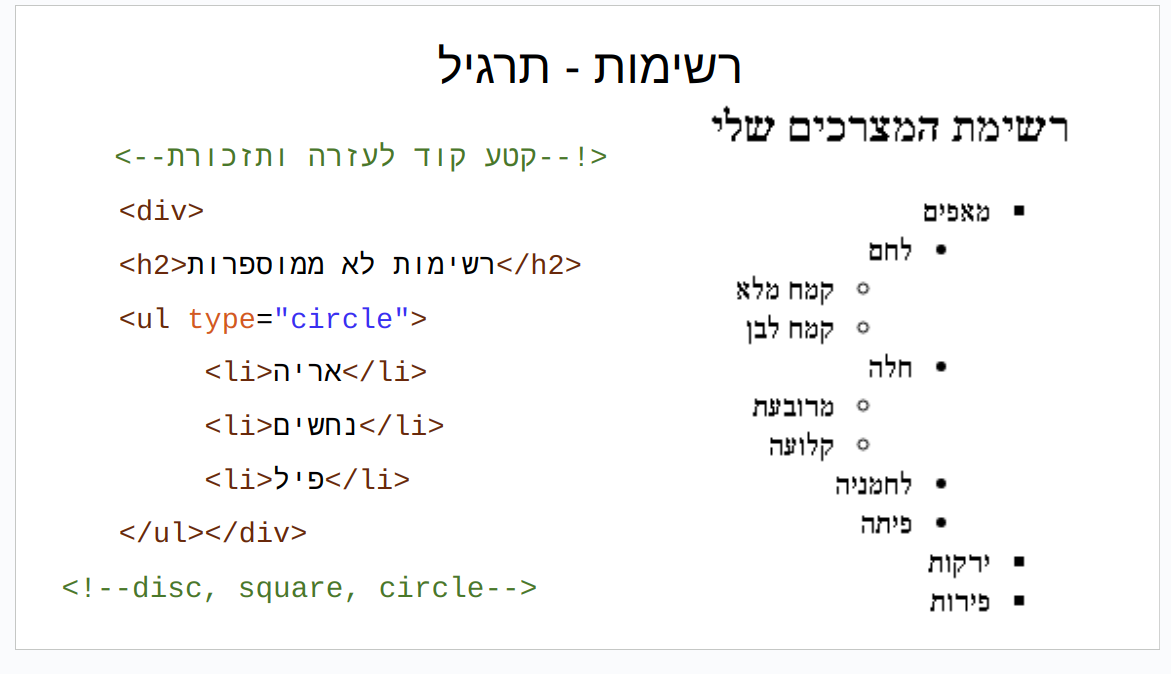 רשימות - תרגיל
<!--קטע קוד לעזרה ותזכורת-->
<div>
<h2>רשימות לא ממוספרות</h2>
<ul type="circle">
<li>אריה</li>
<li>נחשים</li>
<li>פיל</li>
</ul></div>
<!--disc, square, circle-->
רשימת המצרכים שלי
▪ מאפים
• לחם
○ קמח מלא
○ קמח לבן
• חלה
○ מרובעת
○ קלועה
• לחמניה
• פיתה
▪ ירקות
▪ פירות